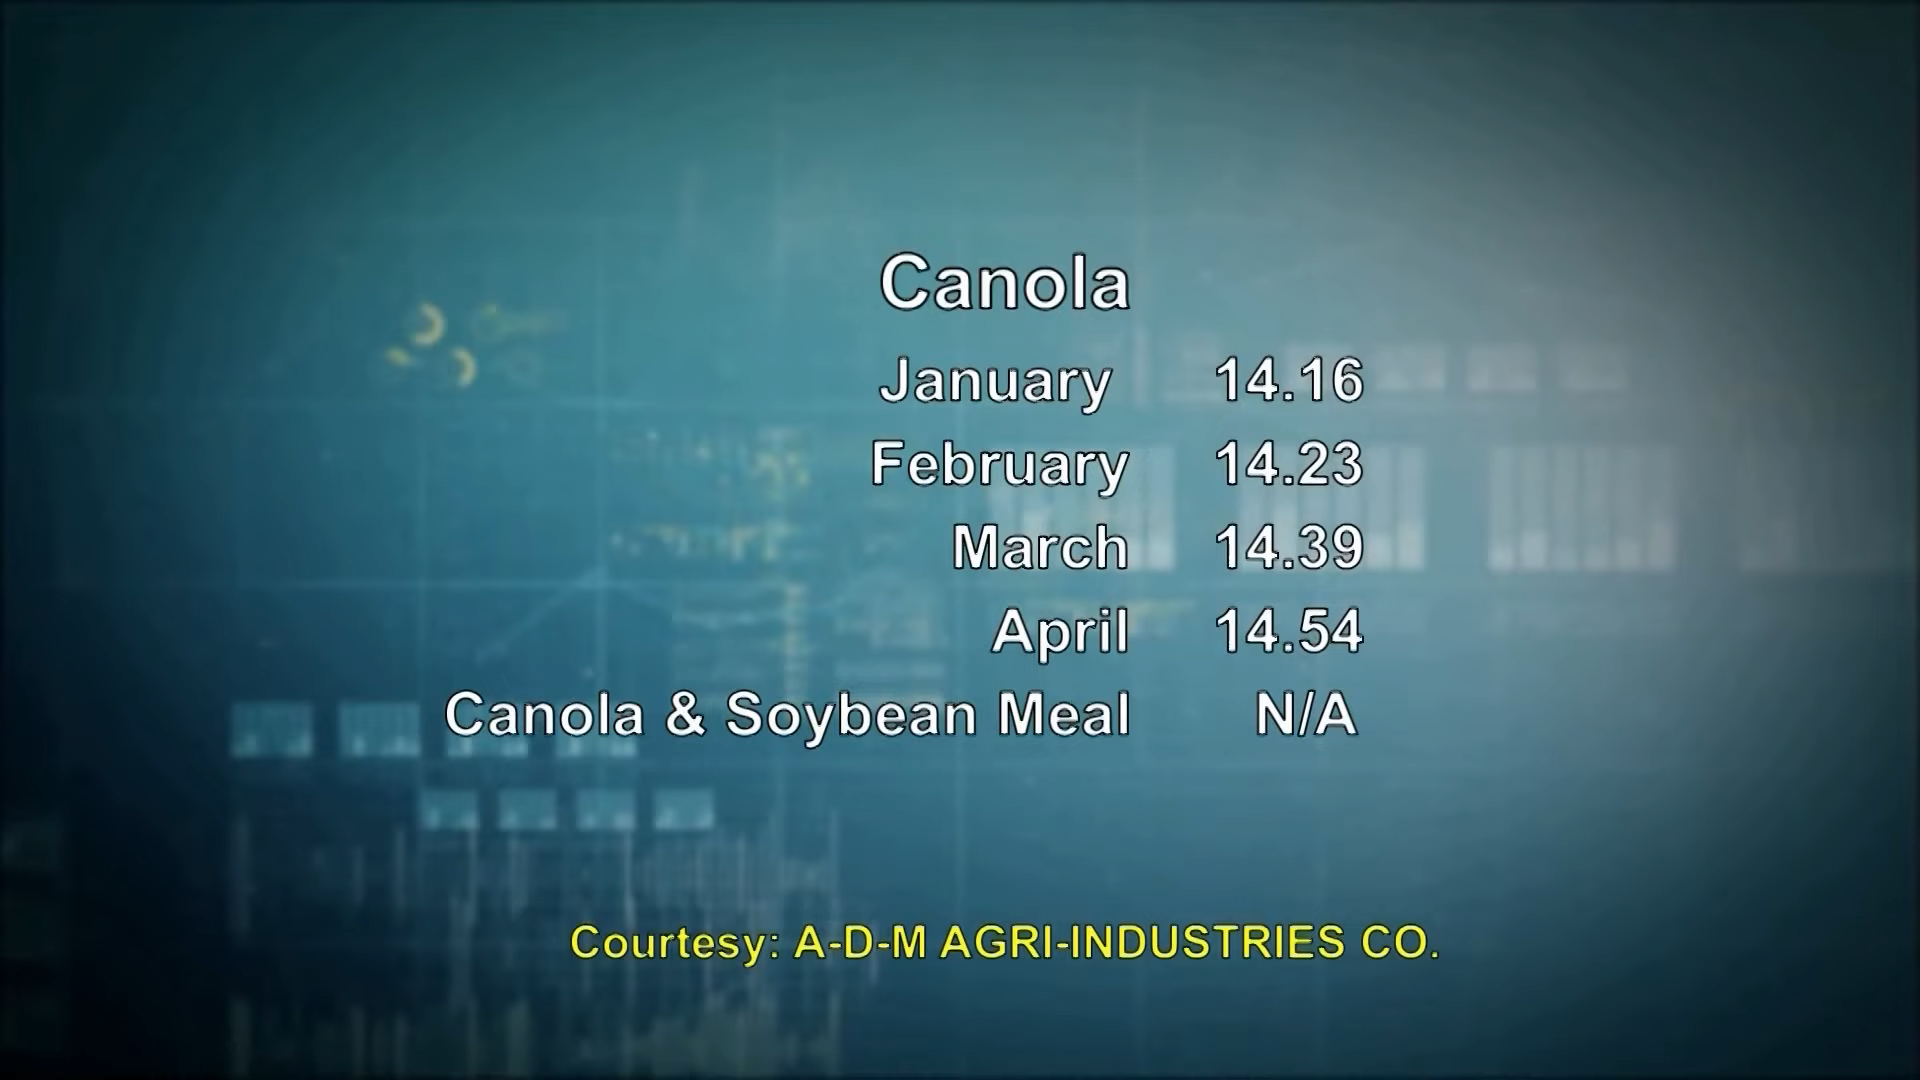 Canola
January 14.16
February 14.23
March 14.39
April 14.54
Canola & Soybean Meal N/A
Courtesy: A-D-M AGRI-INDUSTRIES CO.